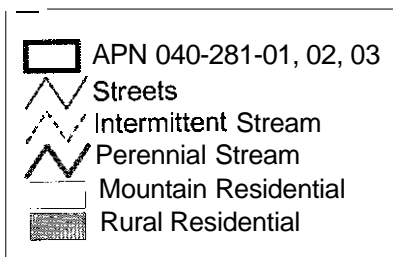 APN 040-281-01, 02, 03
Streets
Intermittent Stream
Perennial Stream
Mountain Residential
Rural Residential